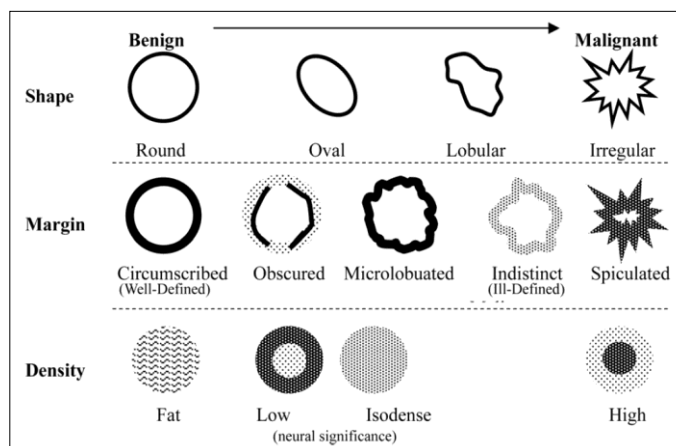 Benign Malignant
Shape
Round Oval Lobular Irregular
Margin
Circumscribed Obscured Microlobuated Indistinct Spiculated
(Well-Defined) (Ill-Defined)
Density
Fat Low Isodense High
(neural significance)